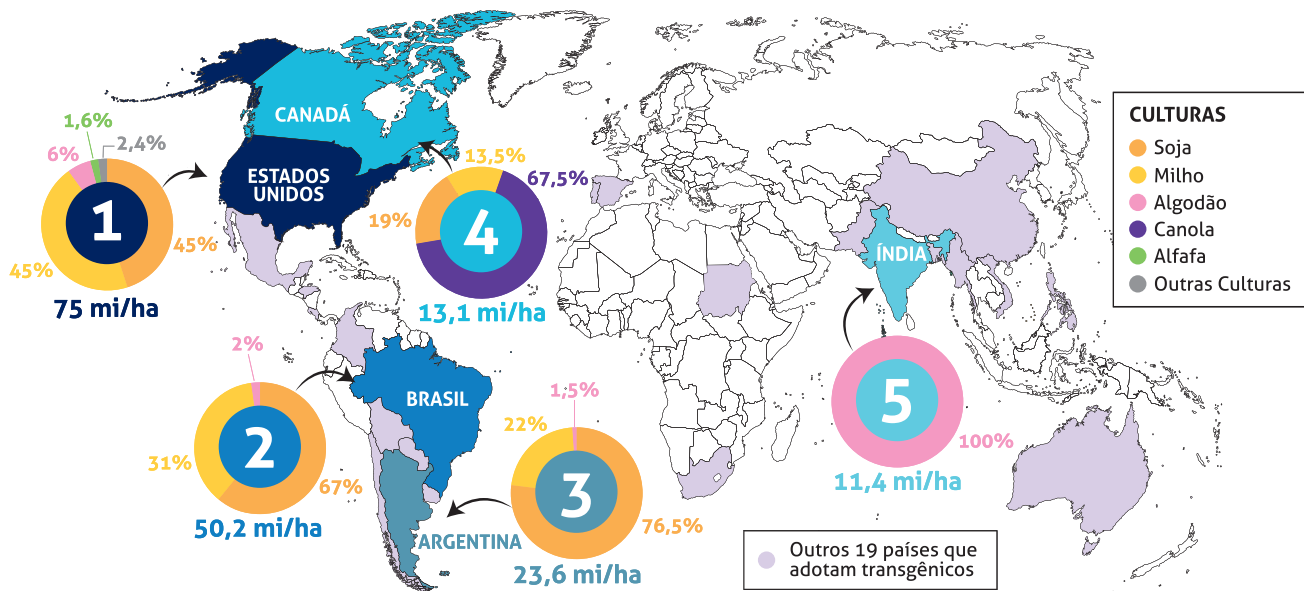 CANADÁ
ESTADOS
UNIDOS
1,6%
2,4%
6%
45%
45%
1
75 mi/ha
13,5%
67,5%
19%
4
13,1 mi/ha
BRASIL
2%
31%
67%
2
50,2 mi/ha
1,5%
22%
76,5%
3
ARGENTINA
23,6 mi/ha
ÍNDIA
5
100%
11,4 mi/ha
CULTURAS
Soja
Milho
Algodão
Canola
Alfafa
Outras Culturas
Outros 19 países que
adotam transgênicos